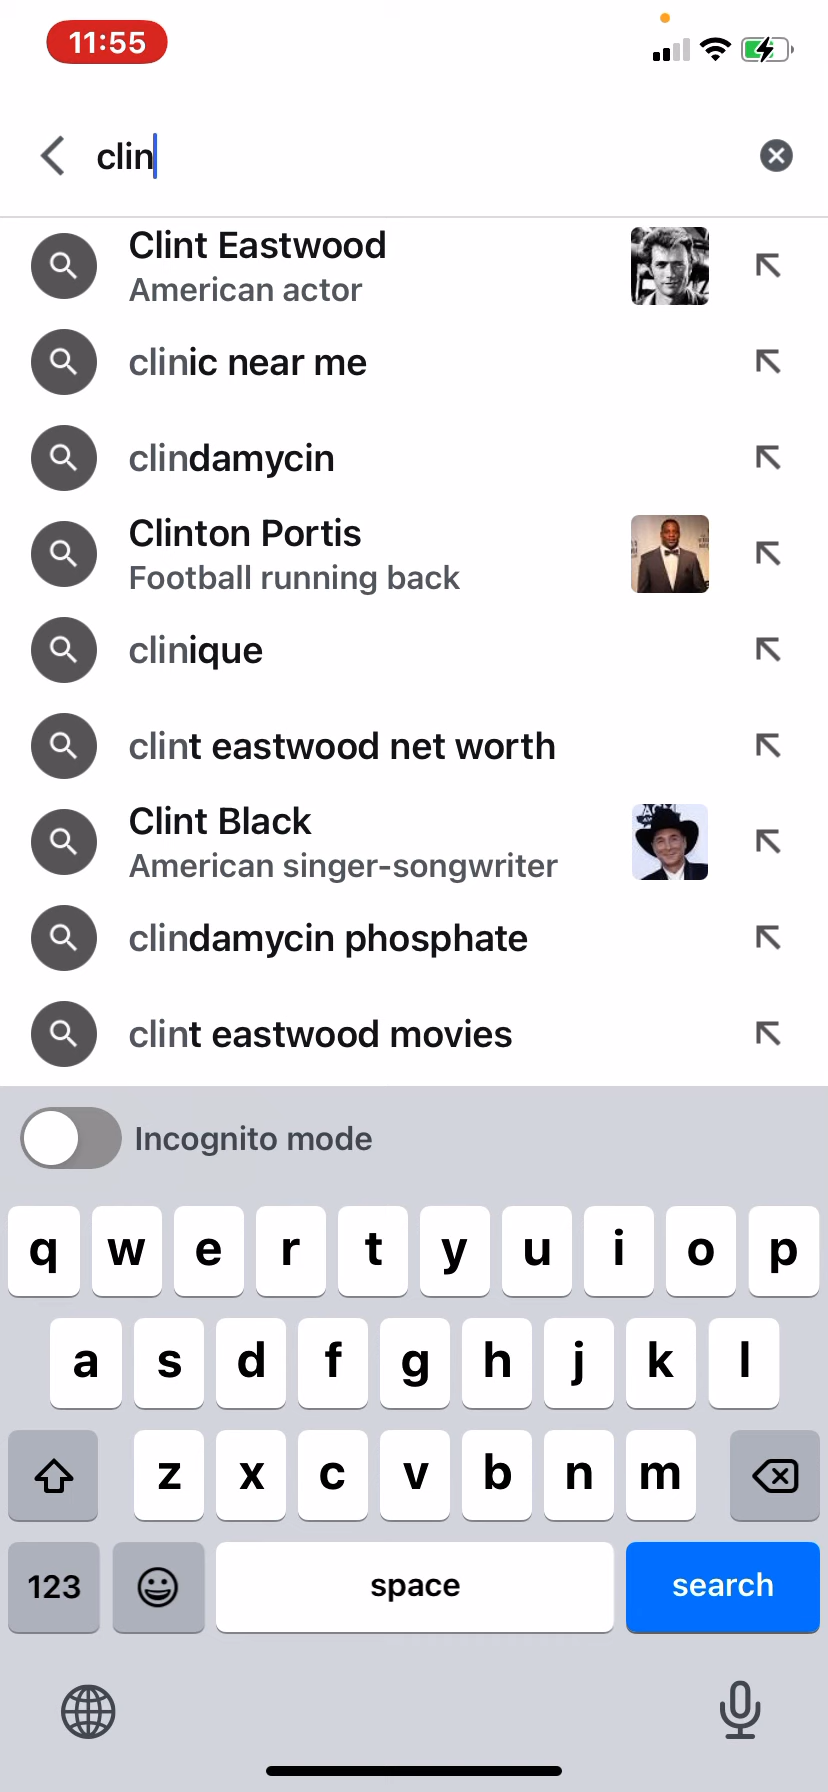 11:55
clin
Clint Eastwood
American actor
clinic near me
clindamycin
Clinton Portis
Football running back
clinique
clint eastwood net worth
Clint Black
American singer-songwriter
clindamycin phosphate
clint eastwood movies
Incognito mode
q w e r t y u i o p
a s d f g h j k l
z x c v b n m
123 space search